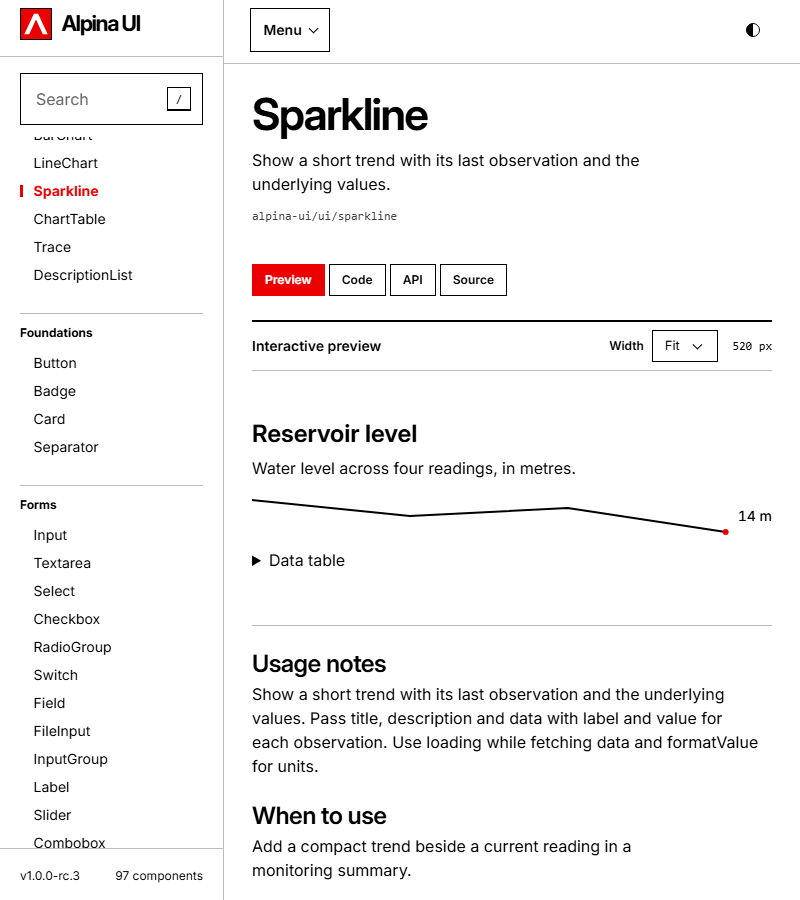 Alpina UI
Menu
Search
/
BarChart
LineChart
Sparkline
ChartTable
Trace
DescriptionList
Foundations
Button
Badge
Card
Separator
Forms
Input
Textarea
Select
Checkbox
RadioGroup
Switch
Field
FileInput
InputGroup
Label
Slider
Combobox
v1.0.0-rc.3
97 components
Sparkline
Show a short trend with its last observation and the
underlying values.
alpina-ui/ui/sparkline
Preview
Code
API
Source
Interactive preview
Width
Fit
520 px
Reservoir level
Water level across four readings, in metres.
14 m
Data table
Usage notes
Show a short trend with its last observation and the underlying
values. Pass title, description and data with label and value for
each observation. Use loading while fetching data and formatValue
for units.
When to use
Add a compact trend beside a current reading in a
monitoring summary.